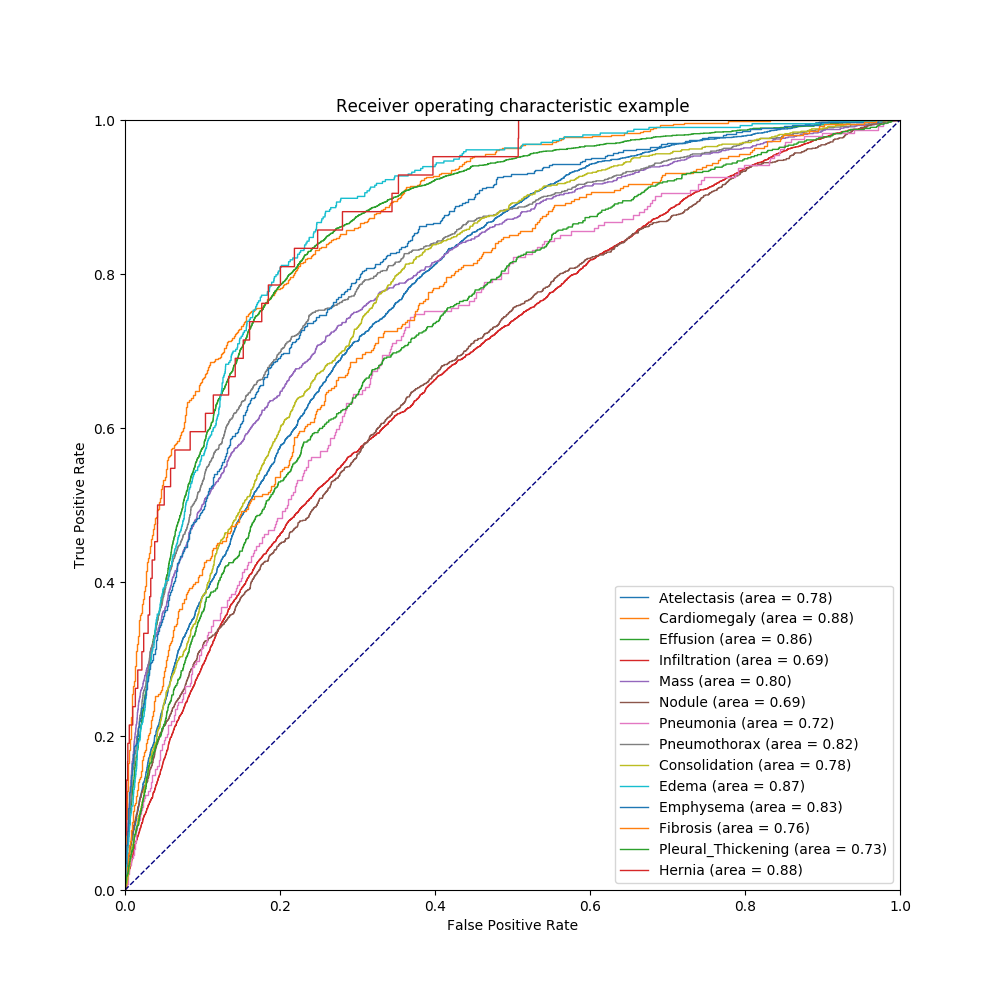 Receiver operating characteristic example
1.0
0.8
0.6
0.4
0.2
0.0
True Positive Rate
0.0 0.2 0.4 0.6 0.8 1.0
False Positive Rate
Atelectasis (area = 0.78)
Cardiomegaly (area = 0.88)
Effusion (area = 0.86)
Infiltration (area = 0.69)
Mass (area = 0.80)
Nodule (area = 0.69)
Pneumonia (area = 0.72)
Pneumothorax (area = 0.82)
Consolidation (area = 0.78)
Edema (area = 0.87)
Emphysema (area = 0.83)
Fibrosis (area = 0.76)
Pleural_Thickening (area = 0.73)
Hernia (area = 0.88)